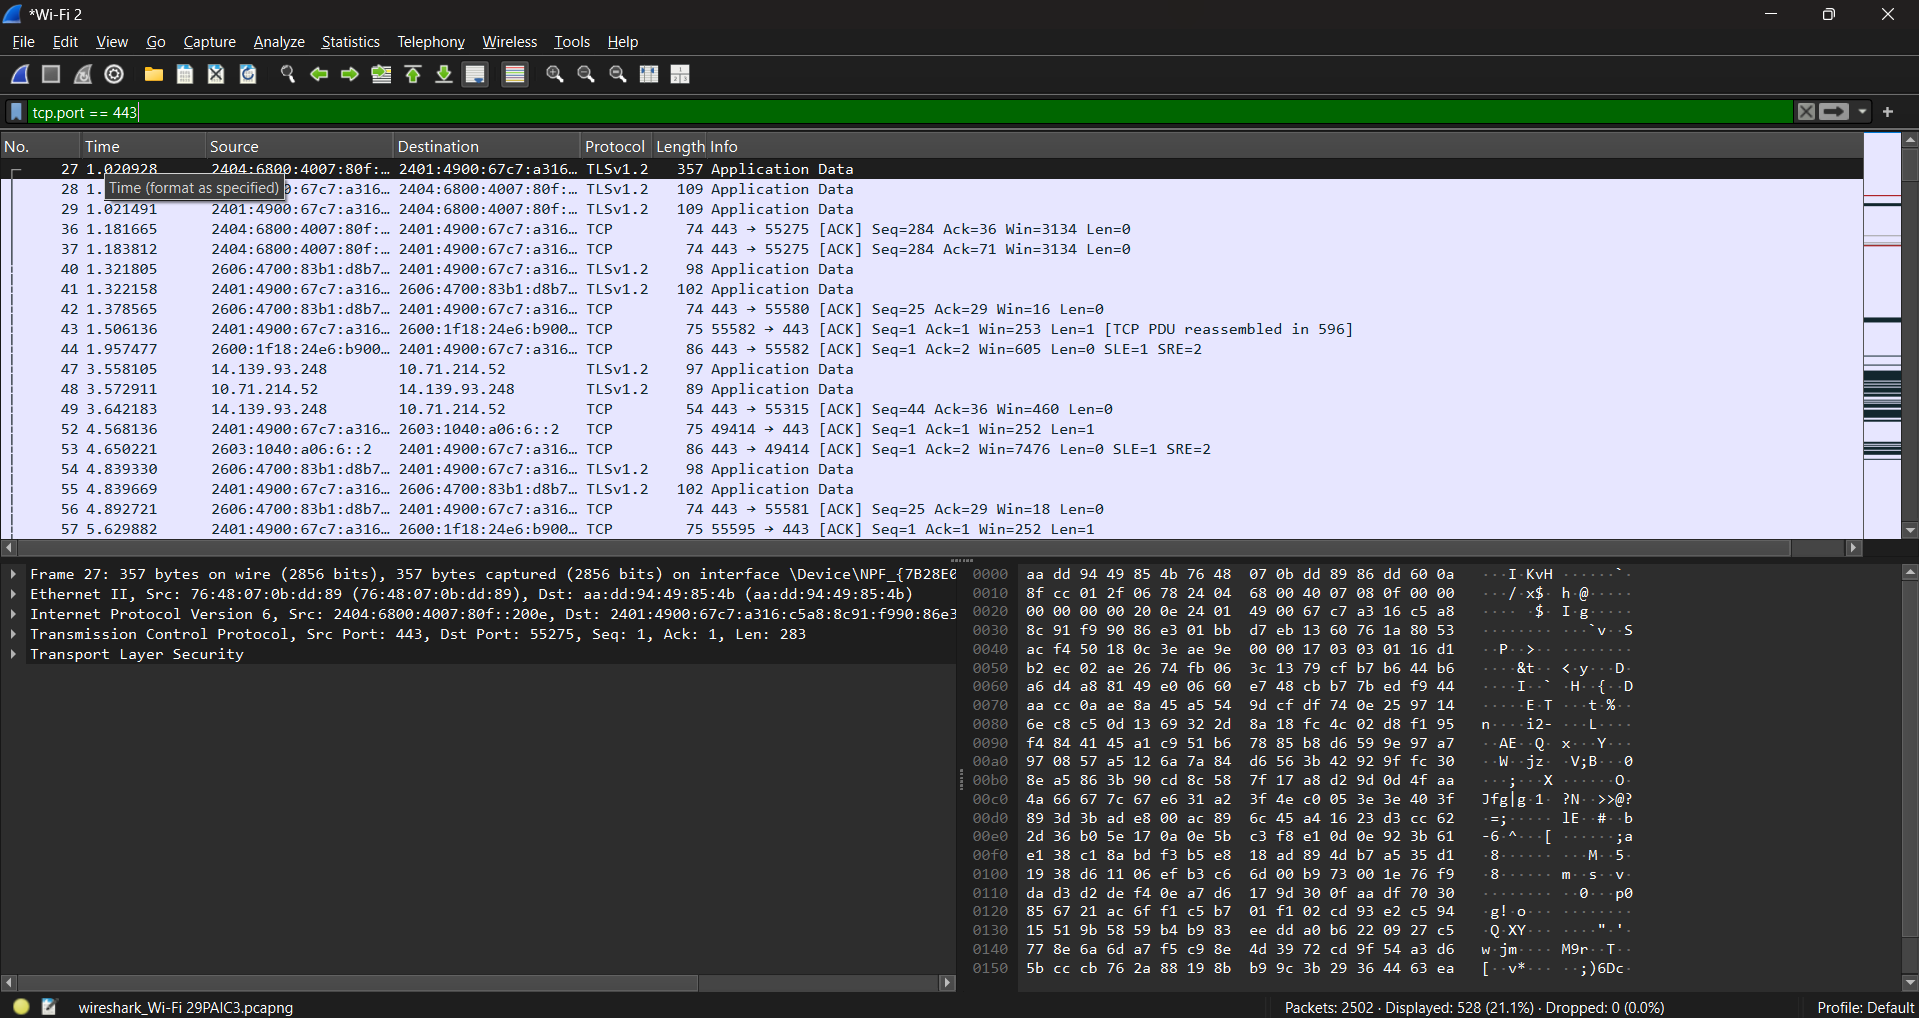 *Wi-Fi 2
File Edit View Go Capture Analyze Statistics Telephony Wireless Tools Help
tcp.port == 443
No. Time Source Destination Protocol Length Info
27 1.020928 2404:6800:4007:80f:… 2401:4900:67c7:a316… TLSv1.2 357 Application Data
28 1. 0:67c7:a316… 2404:6800:4007:80f:… TLSv1.2 109 Application Data
Time (format as specified)
29 1.021491 2401:4900:67c7:a316… 2404:6800:4007:80f:… TLSv1.2 109 Application Data
36 1.181665 2404:6800:4007:80f:… 2401:4900:67c7:a316… TCP 74 443 → 55275 [ACK] Seq=284 Ack=36 Win=3134 Len=0
37 1.183812 2404:6800:4007:80f:… 2401:4900:67c7:a316… TCP 74 443 → 55275 [ACK] Seq=284 Ack=71 Win=3134 Len=0
40 1.321805 2606:4700:83b1:d8b7… 2401:4900:67c7:a316… TLSv1.2 98 Application Data
41 1.322158 2401:4900:67c7:a316… 2606:4700:83b1:d8b7… TLSv1.2 102 Application Data
42 1.378565 2606:4700:83b1:d8b7… 2401:4900:67c7:a316… TCP 74 443 → 55580 [ACK] Seq=25 Ack=29 Win=16 Len=0
43 1.506136 2401:4900:67c7:a316… 2600:1f18:24e6:b900… TCP 75 55582 → 443 [ACK] Seq=1 Ack=1 Win=253 Len=1 [TCP PDU reassembled in 596]
44 1.957477 2600:1f18:24e6:b900… 2401:4900:67c7:a316… TCP 86 443 → 55582 [ACK] Seq=1 Ack=2 Win=605 Len=0 SLE=1 SRE=2
47 3.558105 14.139.93.248 10.71.214.52 TLSv1.2 97 Application Data
48 3.572911 10.71.214.52 14.139.93.248 TLSv1.2 89 Application Data
49 3.642183 14.139.93.248 10.71.214.52 TCP 54 443 → 55315 [ACK] Seq=44 Ack=36 Win=460 Len=0
52 4.568136 2401:4900:67c7:a316… 2603:1040:a06:6::2 TCP 75 49414 → 443 [ACK] Seq=1 Ack=1 Win=252 Len=1
53 4.650221 2603:1040:a06:6::2 2401:4900:67c7:a316… TCP 86 443 → 49414 [ACK] Seq=1 Ack=2 Win=7476 Len=0 SLE=1 SRE=2
54 4.839330 2606:4700:83b1:d8b7… 2401:4900:67c7:a316… TLSv1.2 98 Application Data
55 4.839669 2401:4900:67c7:a316… 2606:4700:83b1:d8b7… TLSv1.2 102 Application Data
56 4.892721 2606:4700:83b1:d8b7… 2401:4900:67c7:a316… TCP 74 443 → 55581 [ACK] Seq=25 Ack=29 Win=18 Len=0
57 5.629882 2401:4900:67c7:a316… 2600:1f18:24e6:b900… TCP 75 55595 → 443 [ACK] Seq=1 Ack=1 Win=252 Len=1
Frame 27: 357 bytes on wire (2856 bits), 357 bytes captured (2856 bits) on interface \Device\NPF_{7B28E0
Ethernet II, Src: 76:48:07:0b:dd:89 (76:48:07:0b:dd:89), Dst: aa:dd:94:49:85:4b (aa:dd:94:49:85:4b)
Internet Protocol Version 6, Src: 2404:6800:4007:80f::200e, Dst: 2401:4900:67c7:a316:c5a8:8c91:f990:86e3
Transmission Control Protocol, Src Port: 443, Dst Port: 55275, Seq: 1, Ack: 1, Len: 283
Transport Layer Security
0000 aa dd 94 49 85 4b 76 48 07 0b dd 89 86 dd 60 0a ···I·KvH ······`·
0010 8f cc 01 2f 06 78 24 04 68 00 40 07 08 0f 00 00 ···/·x$· h·@·····
0020 00 00 00 00 20 0e 24 01 49 00 67 c7 a3 16 c5 a8 ···· ·$· I·g·····
0030 8c 91 f9 90 86 e3 01 bb d7 eb 13 60 76 1a 80 53 ········ ···`v··S
0040 ac f4 50 18 0c 3e ae 9e 00 00 17 03 03 01 16 d1 ··P··>·· ········
0050 b2 ec 02 ae 26 74 fb 06 3c 13 79 cf b7 b6 44 b6 ····&t·· <·y···D·
0060 a6 d4 a8 81 49 e0 06 60 e7 48 cb b7 7b ed f9 44 ····I··` ·H··{··D
0070 aa cc 0a ae 8a 45 a5 54 9d cf df 74 0e 25 97 14 ·····E·T ···t·%··
0080 6e c8 c5 0d 13 69 32 2d 8a 18 fc 4c 02 d8 f1 95 n····i2- ···L····
0090 f4 84 41 45 a1 c9 51 b6 78 85 b8 d6 59 9e 97 a7 ··AE··Q· x···Y···
00a0 97 08 57 a5 12 6a 7a 84 d6 56 3b 42 92 9f fc 30 ··W··jz· ·V;B···0
00b0 8e a5 86 3b 90 cd 8c 58 7f 17 a8 d2 9d 0d 4f aa ···;···X ······O·
00c0 4a 66 67 7c 67 e6 31 a2 3f 4e c0 05 3e 3e 40 3f Jfg|g·1· ?N··>>@?
00d0 89 3d 3b ad e8 00 ac 89 6c 45 a4 16 23 d3 cc 62 ·=;····· lE··#··b
00e0 2d 36 b0 5e 17 0a 0e 5b c3 f8 e1 0d 0e 92 3b 61 -6·^···[ ······;a
00f0 e1 38 c1 8a bd f3 b5 e8 18 ad 89 4d b7 a5 35 d1 ·8······ ···M··5·
0100 19 38 d6 11 06 ef b3 c6 6d 00 b9 73 00 1e 76 f9 ·8······ m··s··v·
0110 da d3 d2 de f4 0e a7 d6 17 9d 30 0f aa df 70 30 ········ ··0···p0
0120 85 67 21 ac 6f f1 c5 b7 01 f1 02 cd 93 e2 c5 94 ·g!·o··· ········
0130 15 51 9b 58 59 b4 b9 83 ee dd a0 b6 22 09 27 c5 ·Q·XY··· ····"·'·
0140 77 8e 6a 6d a7 f5 c9 8e 4d 39 72 cd 9f 54 a3 d6 w·jm···· M9r··T··
0150 5b cc cb 76 2a 88 19 8b b9 9c 3b 29 36 44 63 ea [··v*··· ··;)6Dc·
wireshark_Wi-Fi 29PAIC3.pcapng
Packets: 2502 · Displayed: 528 (21.1%) · Dropped: 0 (0.0%)
Profile: Default